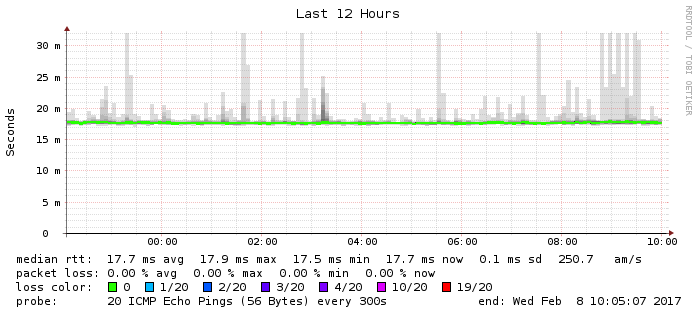 Last 12 Hours
RRDTOOL / TOBI OETIKER
Seconds
30 m
25 m
20 m
15 m
10 m
5 m
0
00:00 02:00 04:00 06:00 08:00 10:00
median rtt: 17.7 ms avg 17.9 ms max 17.5 ms min 17.7 ms now 0.1 ms sd 250.7 am/s
packet loss: 0.00 % avg 0.00 % max 0.00 % min 0.00 % now
loss color: 0 1/20 2/20 3/20 4/20 10/20 19/20
probe: 20 ICMP Echo Pings (56 Bytes) every 300s end: Wed Feb 8 10:05:07 2017